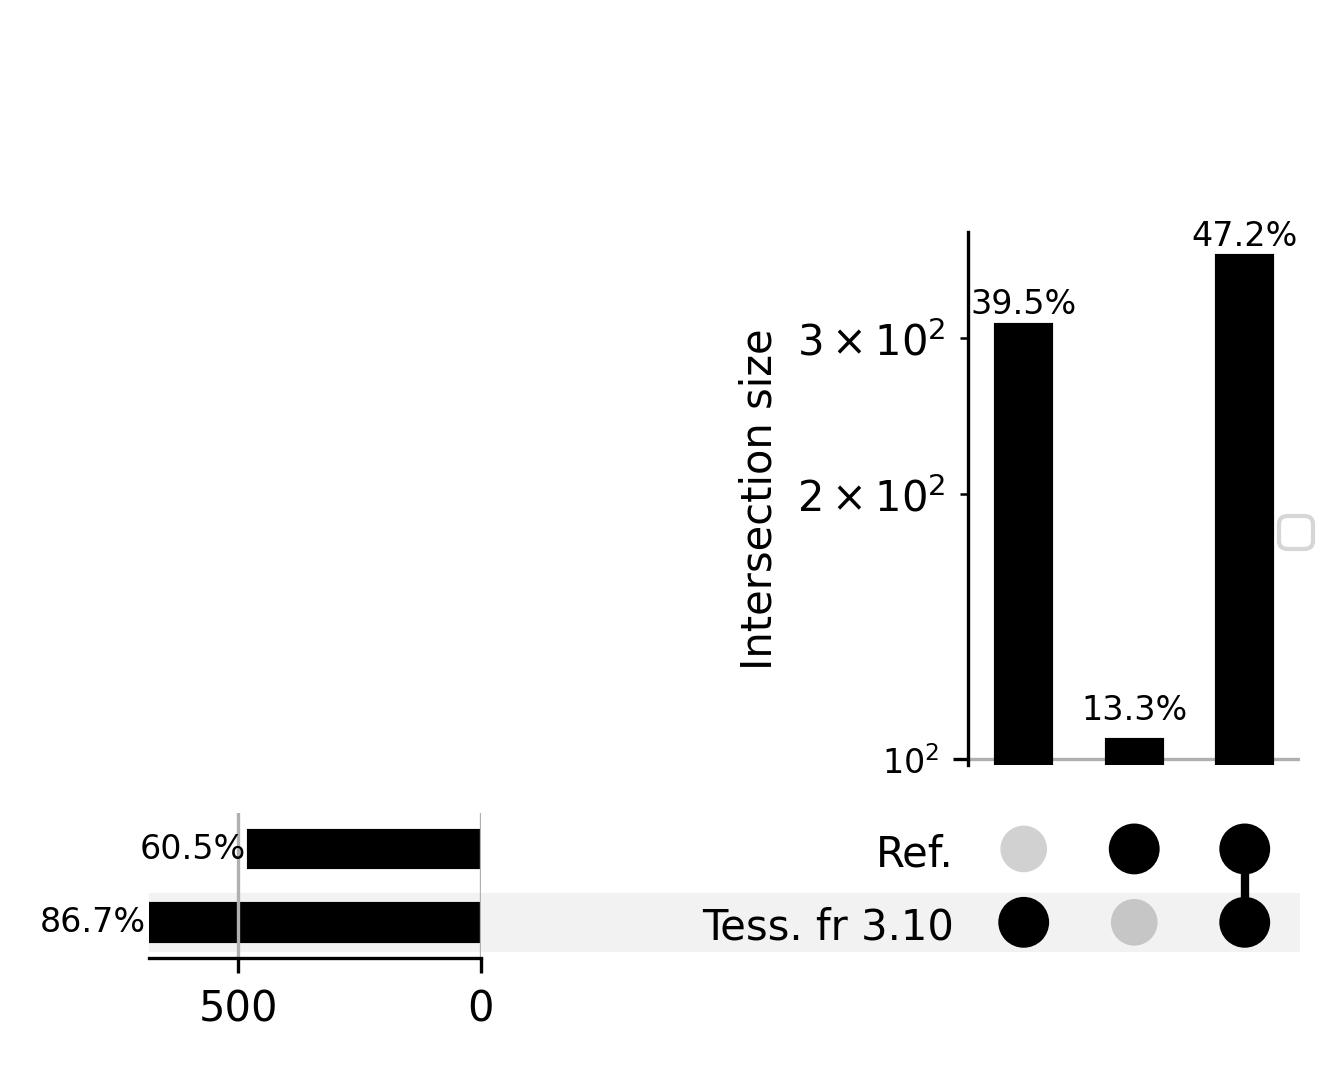 47.2%
39.5%
3 × 10²
2 × 10²
Intersection size
13.3%
10²
60.5%
Ref.
86.7%
Tess. fr 3.10
500 0